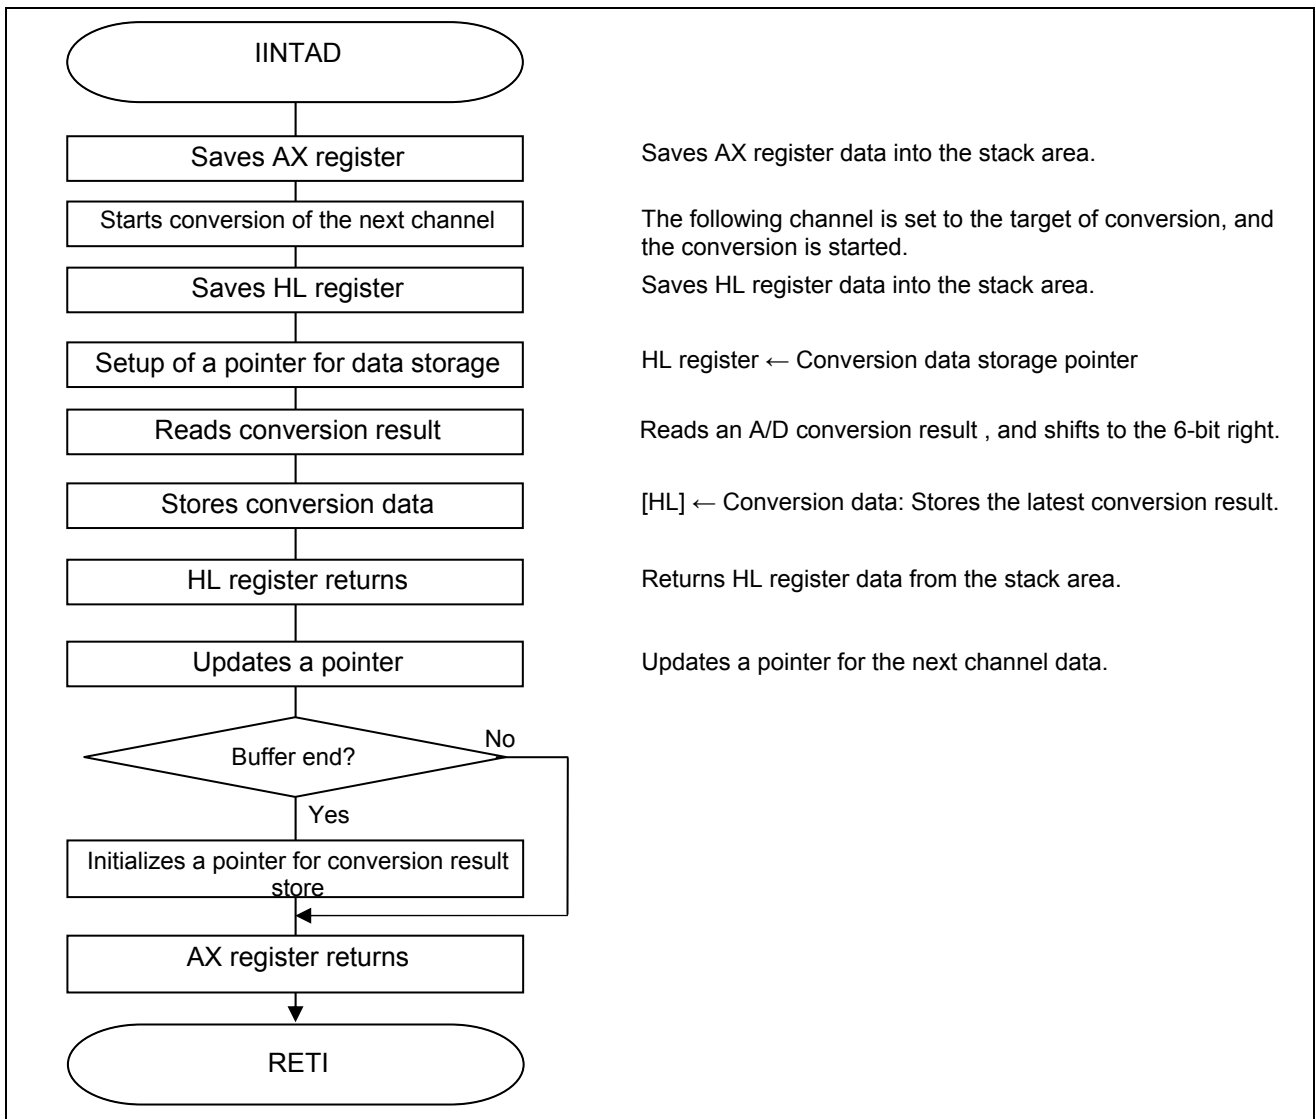 IINTAD
Saves AX register
Saves AX register data into the stack area.
Starts conversion of the next channel
The following channel is set to the target of conversion, and
the conversion is started.
Saves HL register
Saves HL register data into the stack area.
Setup of a pointer for data storage
HL register ← Conversion data storage pointer
Reads conversion result
Reads an A/D conversion result , and shifts to the 6-bit right.
Stores conversion data
[HL] ← Conversion data: Stores the latest conversion result.
HL register returns
Returns HL register data from the stack area.
Updates a pointer
Updates a pointer for the next channel data.
Buffer end?
No
Yes
Initializes a pointer for conversion result
store
AX register returns
RETI